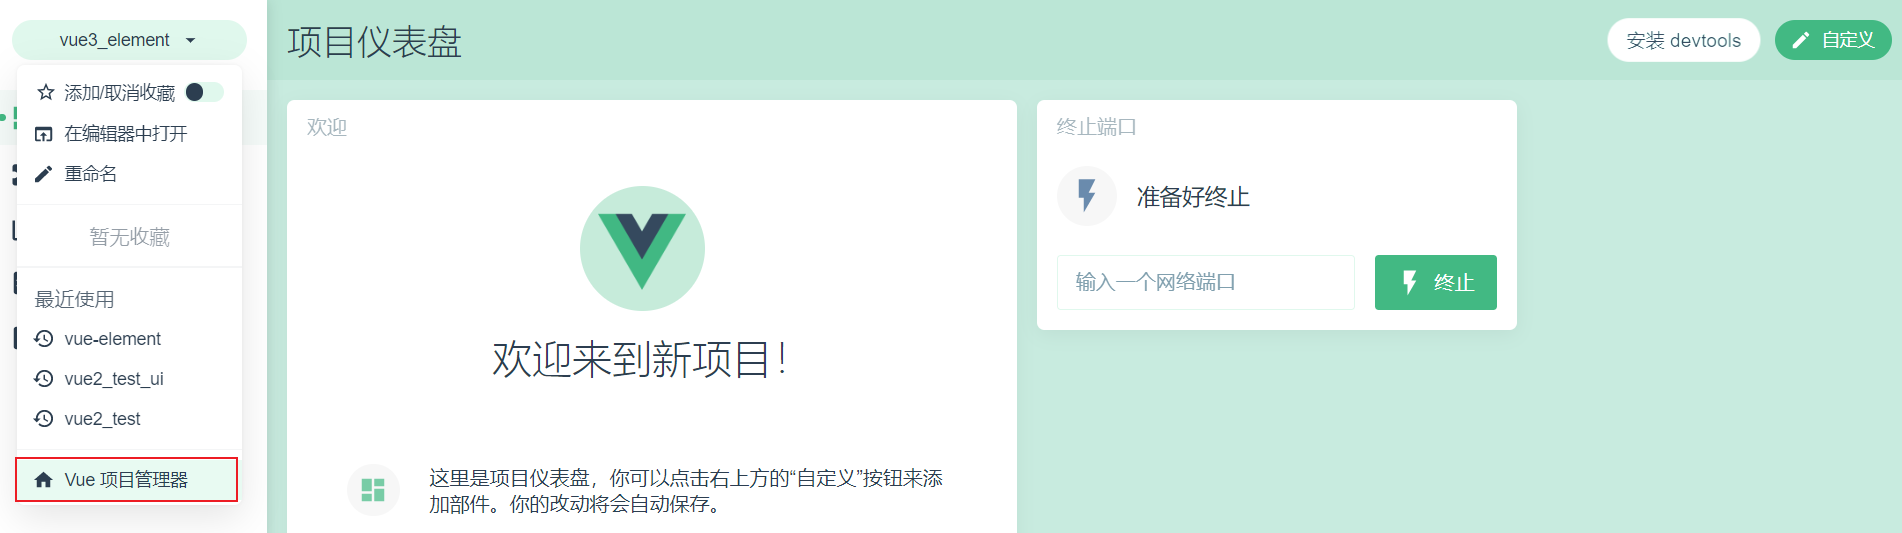 vue3_element
添加/取消收藏
在编辑器中打开
重命名
暂无收藏
最近使用
vue-element
vue2_test_ui
vue2_test
Vue 项目管理器
项目仪表盘
安装 devtools
自定义
欢迎
欢迎来到新项目！
这里是项目仪表盘，你可以点击右上方的“自定义”按钮来添
加部件。你的改动将会自动保存。
终止端口
准备好终止
输入一个网络端口
终止